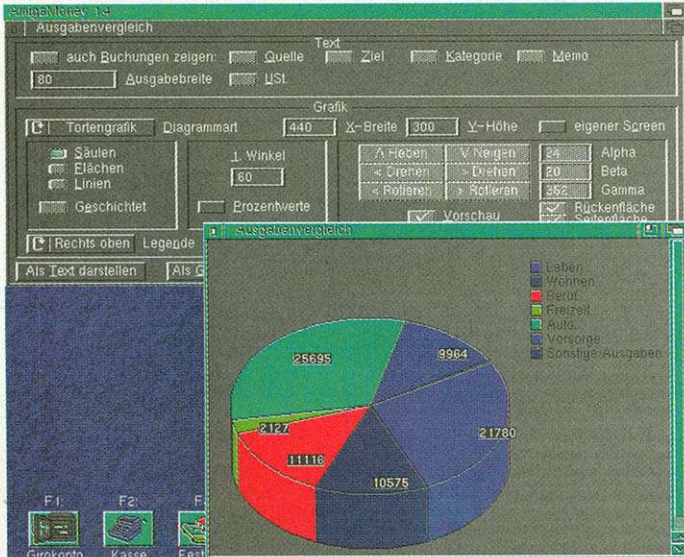 AmigaMoney 1.4
Ausgabenvergleich
Text
auch Buchungen zeigen: Quelle Ziel Kategorie Memo
80 Ausgabebreite USt.
Grafik
Tortengrafik Diagrammart 440 X-Breite 300 Y-Höhe eigener Screen
Säulen
Flächen
Linien
Geschichtet
1. Winkel
60
Prozentwerte
Λ Heben V Neigen 24 Alpha
< Drehen > Drehen 20 Beta
< Rotieren > Rotieren 352 Gamma
Vorschau Rückenfläche
Seitenfläche
Rechts oben Legende
Als Text darstellen Als G
Ausgabenvergleich
Leben
Wohnen
Beruf
Freizeit
Auto
Vorsorge
Sonstige Ausgaben
25695
9964
2127
21780
11116
10575
F1: F2: F
Girokonto Kasse Fest